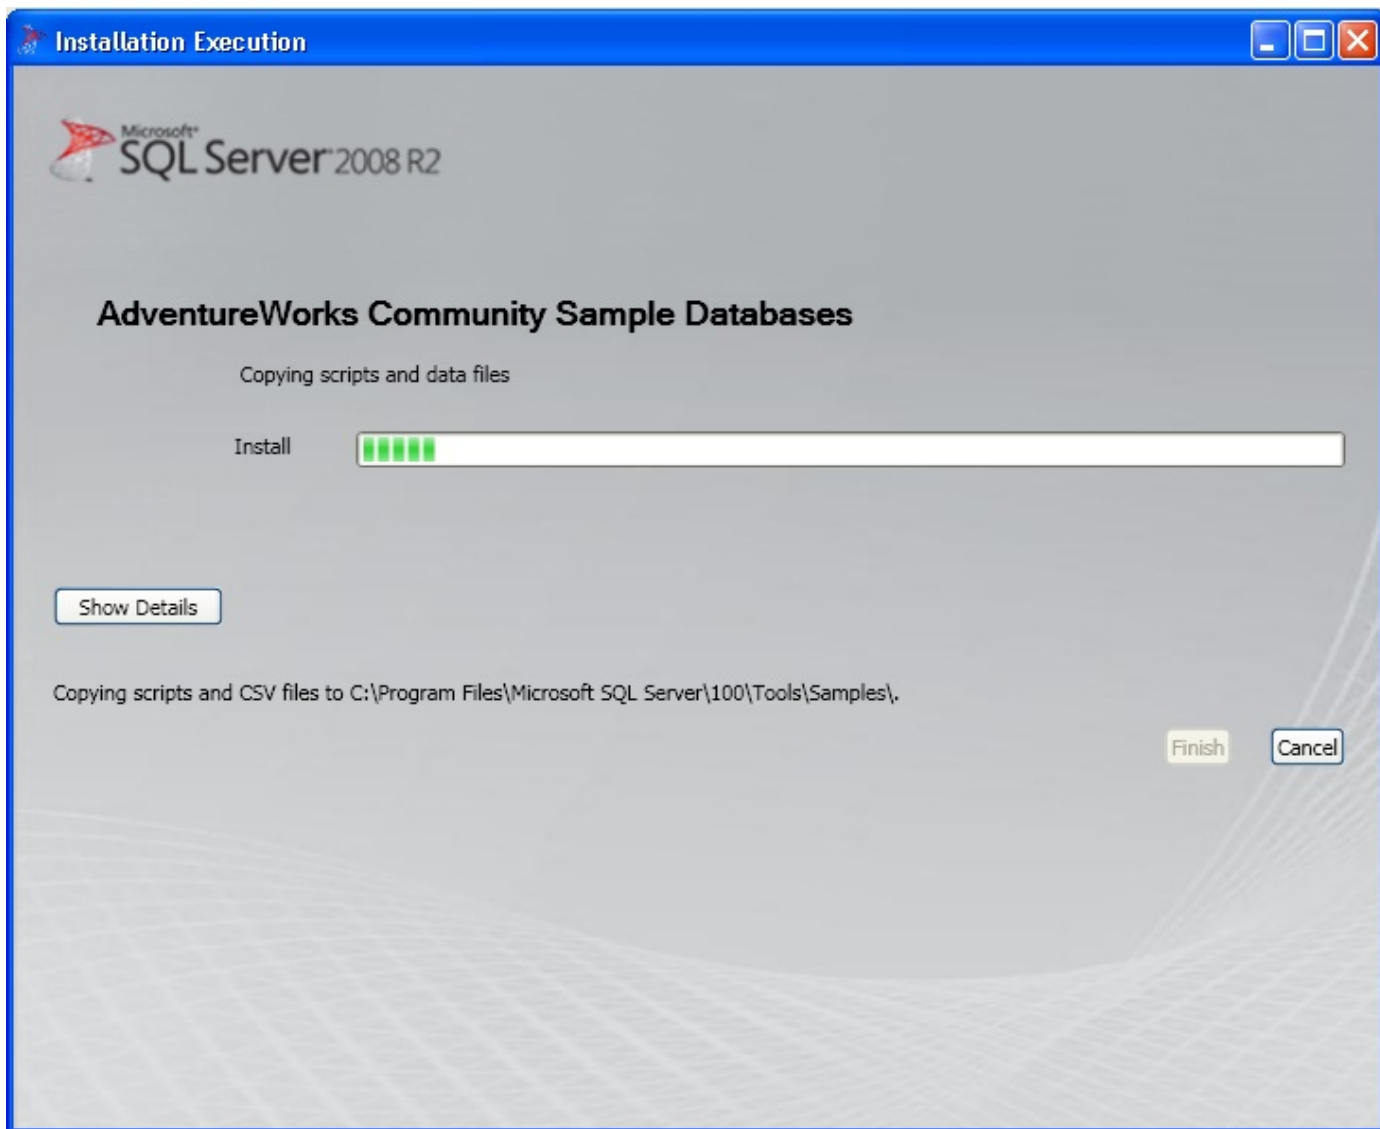 Installation Execution
Microsoft®
SQL Server® 2008 R2
AdventureWorks Community Sample Databases
Copying scripts and data files
Install
Show Details
Copying scripts and CSV files to C:\Program Files\Microsoft SQL Server\100\Tools\Samples\.
Finish Cancel